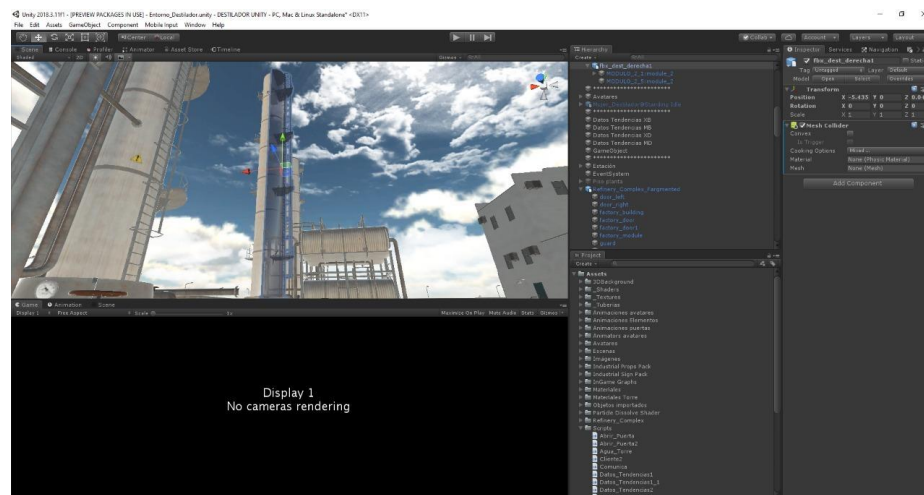 Unity 2018.3.11f1 - [PREVIEW PACKAGES IN USE] - Entorno_Destilador.unity - DESTILADOR UNITY - PC, Mac & Linux Standalone* <DX11>
File Edit Assets GameObject Component Mobile Input Window Help
Center Local
Collab Account Layers Layout
Scene Console Profiler Animator Asset Store Timeline
Shaded 2D Gizmos
Hierarchy
Create
fbx_dest_derecha1
MODULO_2_1:module_2
***********************
Avatares
***********************
Datos Tendencias XB
Datos Tendencias MB
Datos Tendencias XD
Datos Tendencias MD
GameObject
***********************
Estación
EventSystem
Piso planta
Refinery_Complex_Fargmented
door_left
door_right
factory_building
factory_door
factory_door1
factory_module
guard
Inspector Services Navigation
fbx_dest_derecha1 Static
Tag Untagged Layer Default
Model Open Select Overrides
Transform
Position X -5.435 Y 0 Z 0.04
Rotation X 0 Y 0 Z 0
Scale X 1 Y 1 Z 1
Mesh Collider
Convex
Is Trigger
Cooking Options Mixed ...
Material None (Physic Material)
Mesh None (Mesh)
Add Component
Project
Create
Assets
3DBackground
_Shaders
_Textures
_Tuberias
Animaciones avatares
Animaciones Elementos
Animaciones puertas
Animators avatares
Avatares
Escenas
Imagenes
Industrial Props Pack
Industrial Sign Pack
InGame Graphs
Materiales
Materiales Torre
Objetos importados
Particle Dissolve Shader
Refinery_Complex
Scripts
Abrir_Puerta
Abrir_Puerta2
Agua_Torre
Cliente2
Comunica
Datos_Tendencias1
Datos_Tendencias1_1
Datos_Tendencias2
Game Animation Scene
Display 1 Free Aspect Scale 1x Maximize On Play Mute Audio Stats Gizmos
Display 1
No cameras rendering